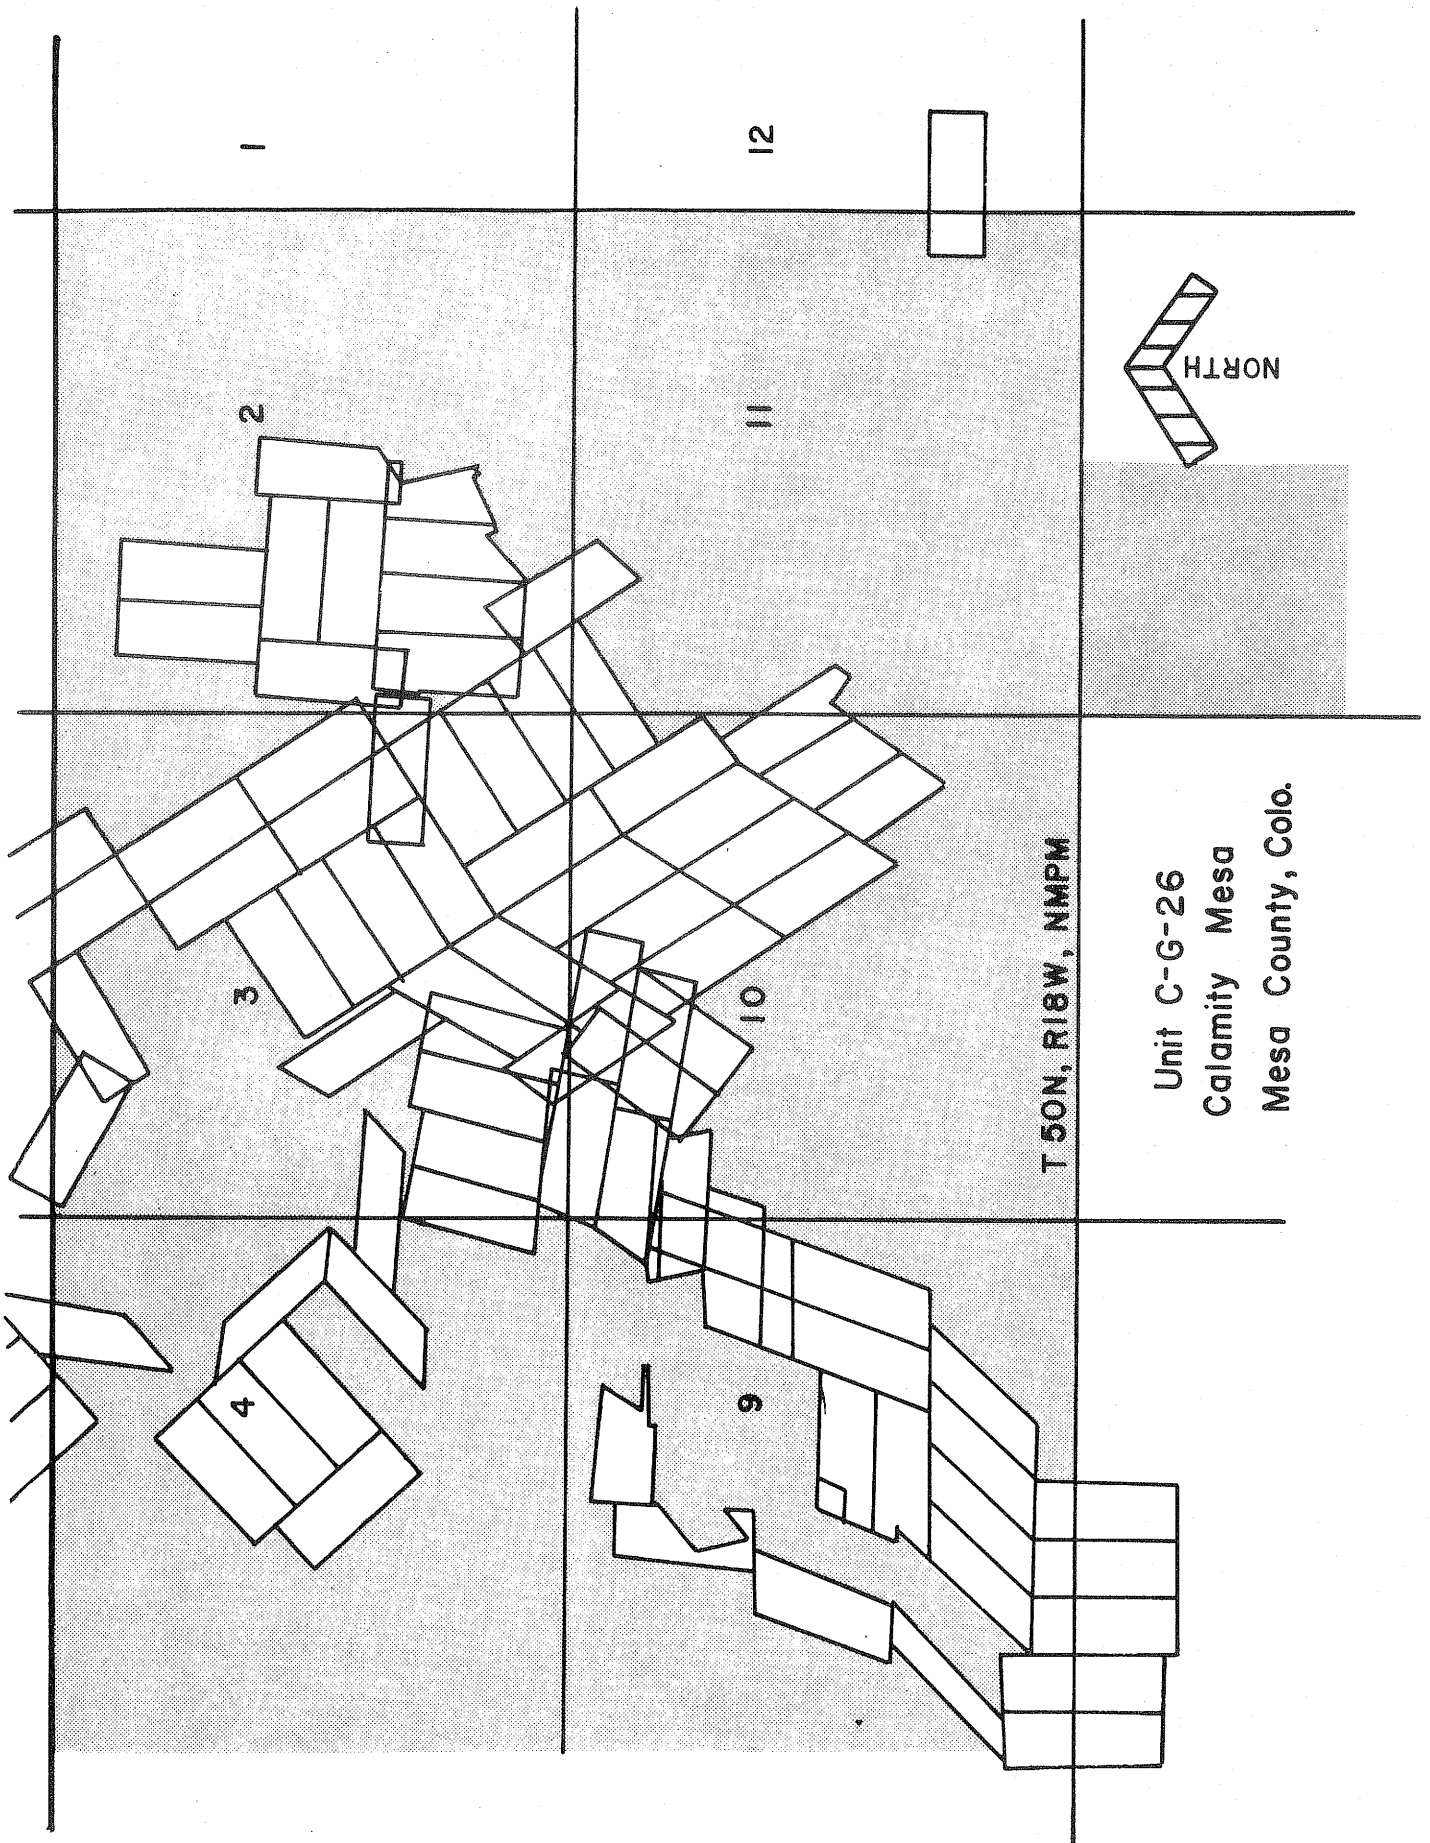 1
12
2
11
NORTH
3
10
T 50N, R18W, NMPM
4
9
Unit C-G-26
Calamity Mesa
Mesa County, Colo.